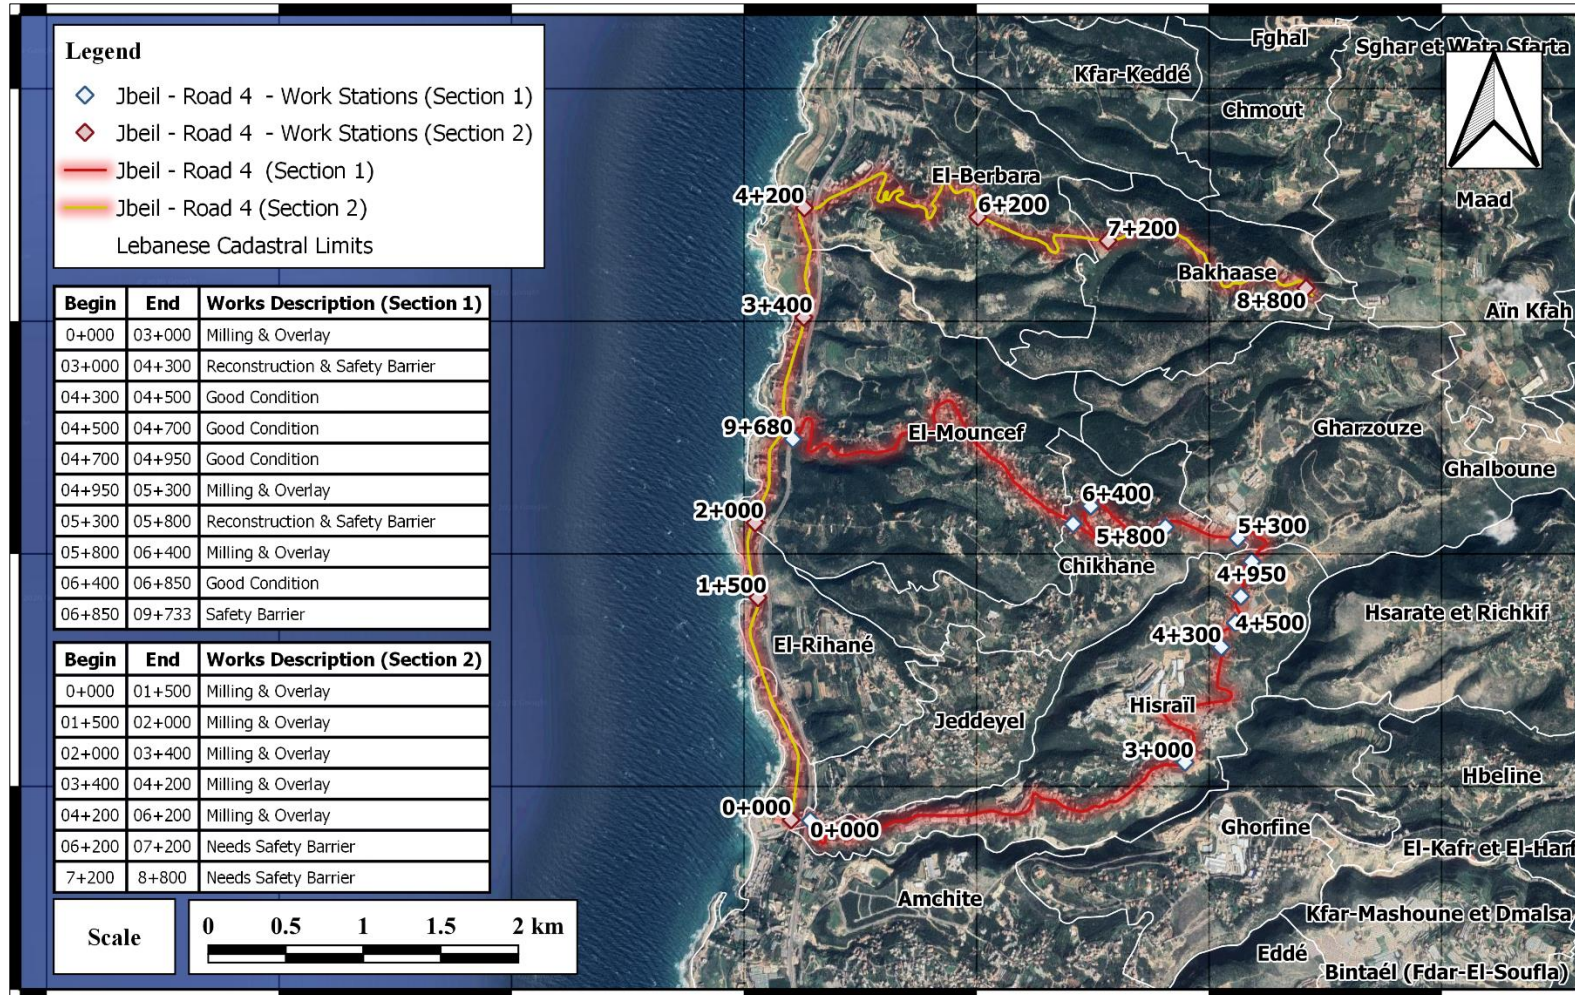 Legend
Jbeil - Road 4 - Work Stations (Section 1)
Jbeil - Road 4 - Work Stations (Section 2)
Jbeil - Road 4 (Section 1)
Jbeil - Road 4 (Section 2)
Lebanese Cadastral Limits
Begin End Works Description (Section 1)
0+000 03+000 Milling & Overlay
03+000 04+300 Reconstruction & Safety Barrier
04+300 04+500 Good Condition
04+500 04+700 Good Condition
04+700 04+950 Good Condition
04+950 05+300 Milling & Overlay
05+300 05+800 Reconstruction & Safety Barrier
05+800 06+400 Milling & Overlay
06+400 06+850 Good Condition
06+850 09+733 Safety Barrier
Begin End Works Description (Section 2)
0+000 01+500 Milling & Overlay
01+500 02+000 Milling & Overlay
02+000 03+400 Milling & Overlay
03+400 04+200 Milling & Overlay
04+200 06+200 Milling & Overlay
06+200 07+200 Needs Safety Barrier
7+200 8+800 Needs Safety Barrier
Scale
0 0.5 1 1.5 2 km
Fghal
Sghar et Wata Sfarta
Kfar-Keddé
Chmout
El-Berbara
4+200
6+200
Maad
7+200
Bakhaase
8+800
3+400
Aïn Kfah
9+680
El-Mouncef
Gharzouze
Ghalboune
6+400
2+000
5+800
5+300
Chikhane
4+950
1+500
Hsarate et Richkif
4+500
4+300
El-Rihané
Hisraïl
Jeddeyel
3+000
Hbeline
0+000
0+000
Ghorfine
El-Kafr et El-Harf
Amchite
Kfar-Mashoune et Dmalsa
Eddé
Bintaél (Fdar-El-Soufla)